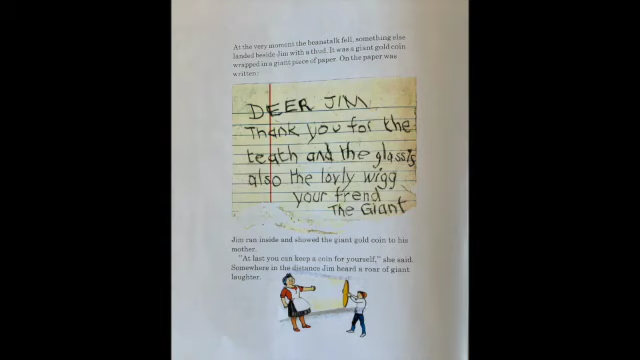 At the very moment the beanstalk fell, something else
landed beside Jim with a thud. It was a giant gold coin
wrapped in a giant piece of paper. On the paper was
written:
DEER JIM
Thank you for the
teath and the glassis
also the lovly wigg
your frend
The Giant
Jim ran inside and showed the giant gold coin to his
mother.
"At last you can keep a coin for yourself," she said.
Somewhere in the distance Jim heard a roar of giant
laughter.